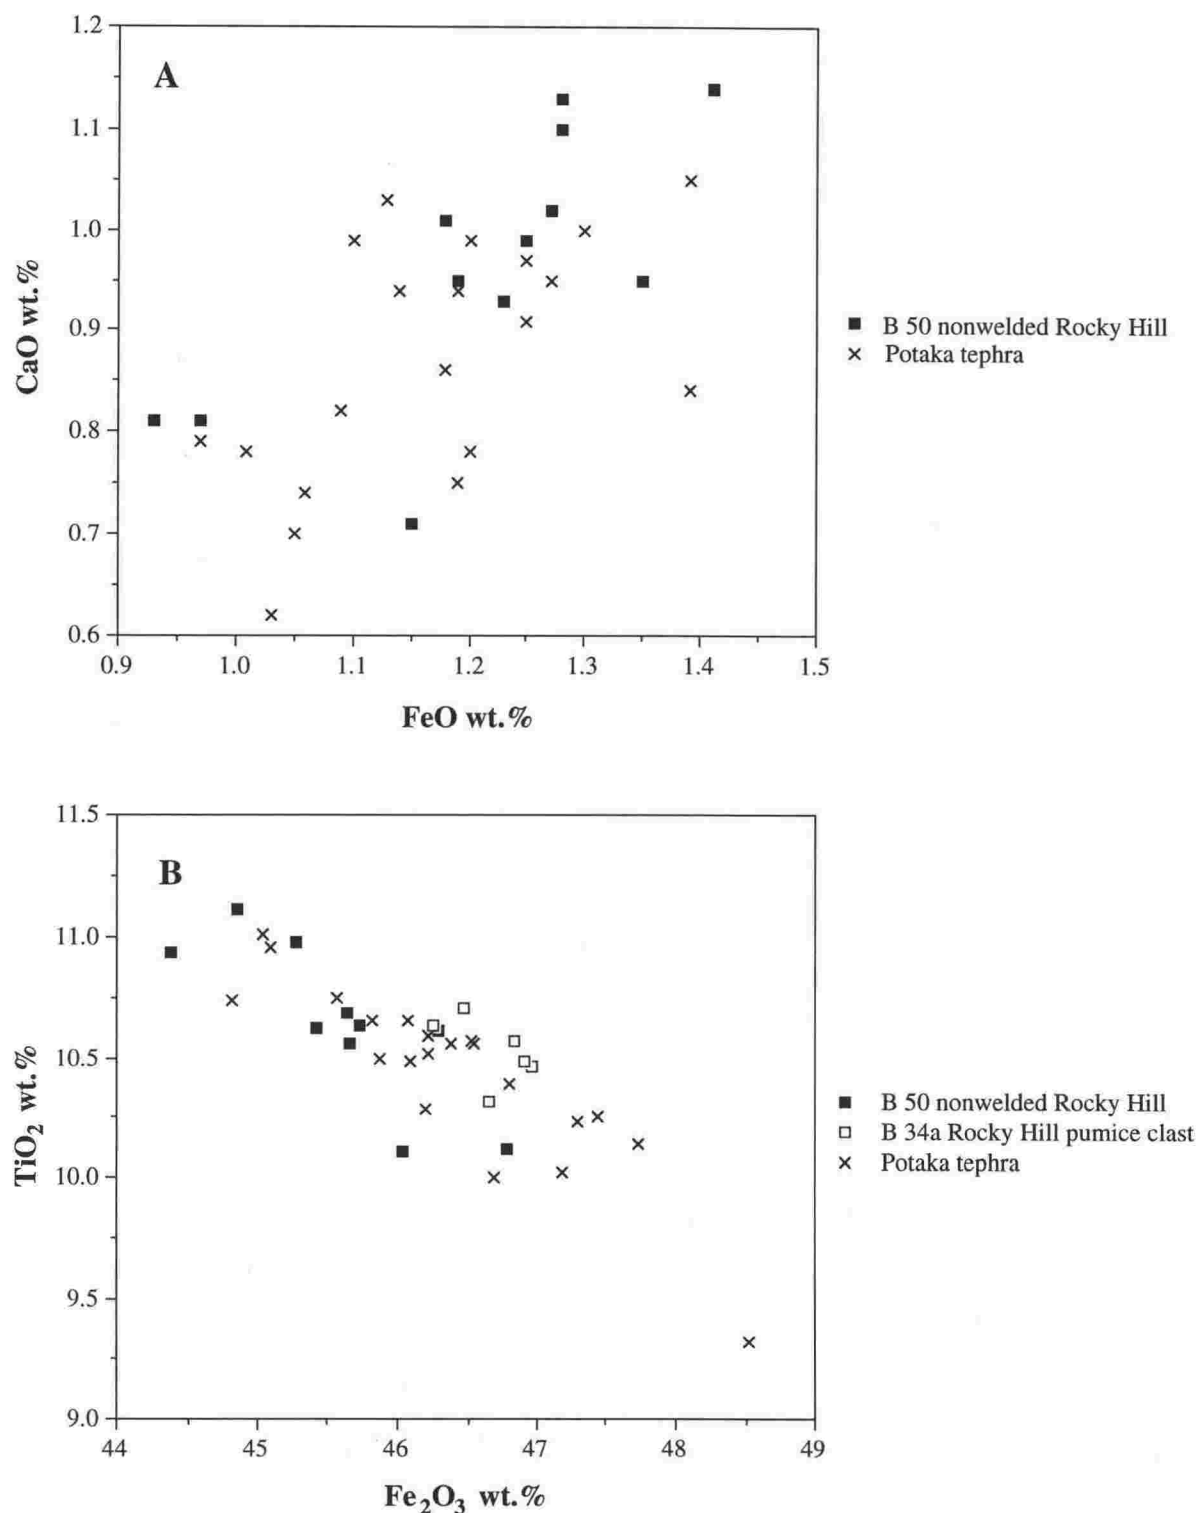 1.2
A
1.1
1.0
0.9
0.8
0.7
0.6
CaO wt.%
0.9 1.0 1.1 1.2 1.3 1.4 1.5
FeO wt.%
B 50 nonwelded Rocky Hill
Potaka tephra
11.5
B
11.0
10.5
10.0
9.5
9.0
TiO₂ wt.%
44 45 46 47 48 49
Fe₂O₃ wt.%
B 50 nonwelded Rocky Hill
B 34a Rocky Hill pumice clast
Potaka tephra